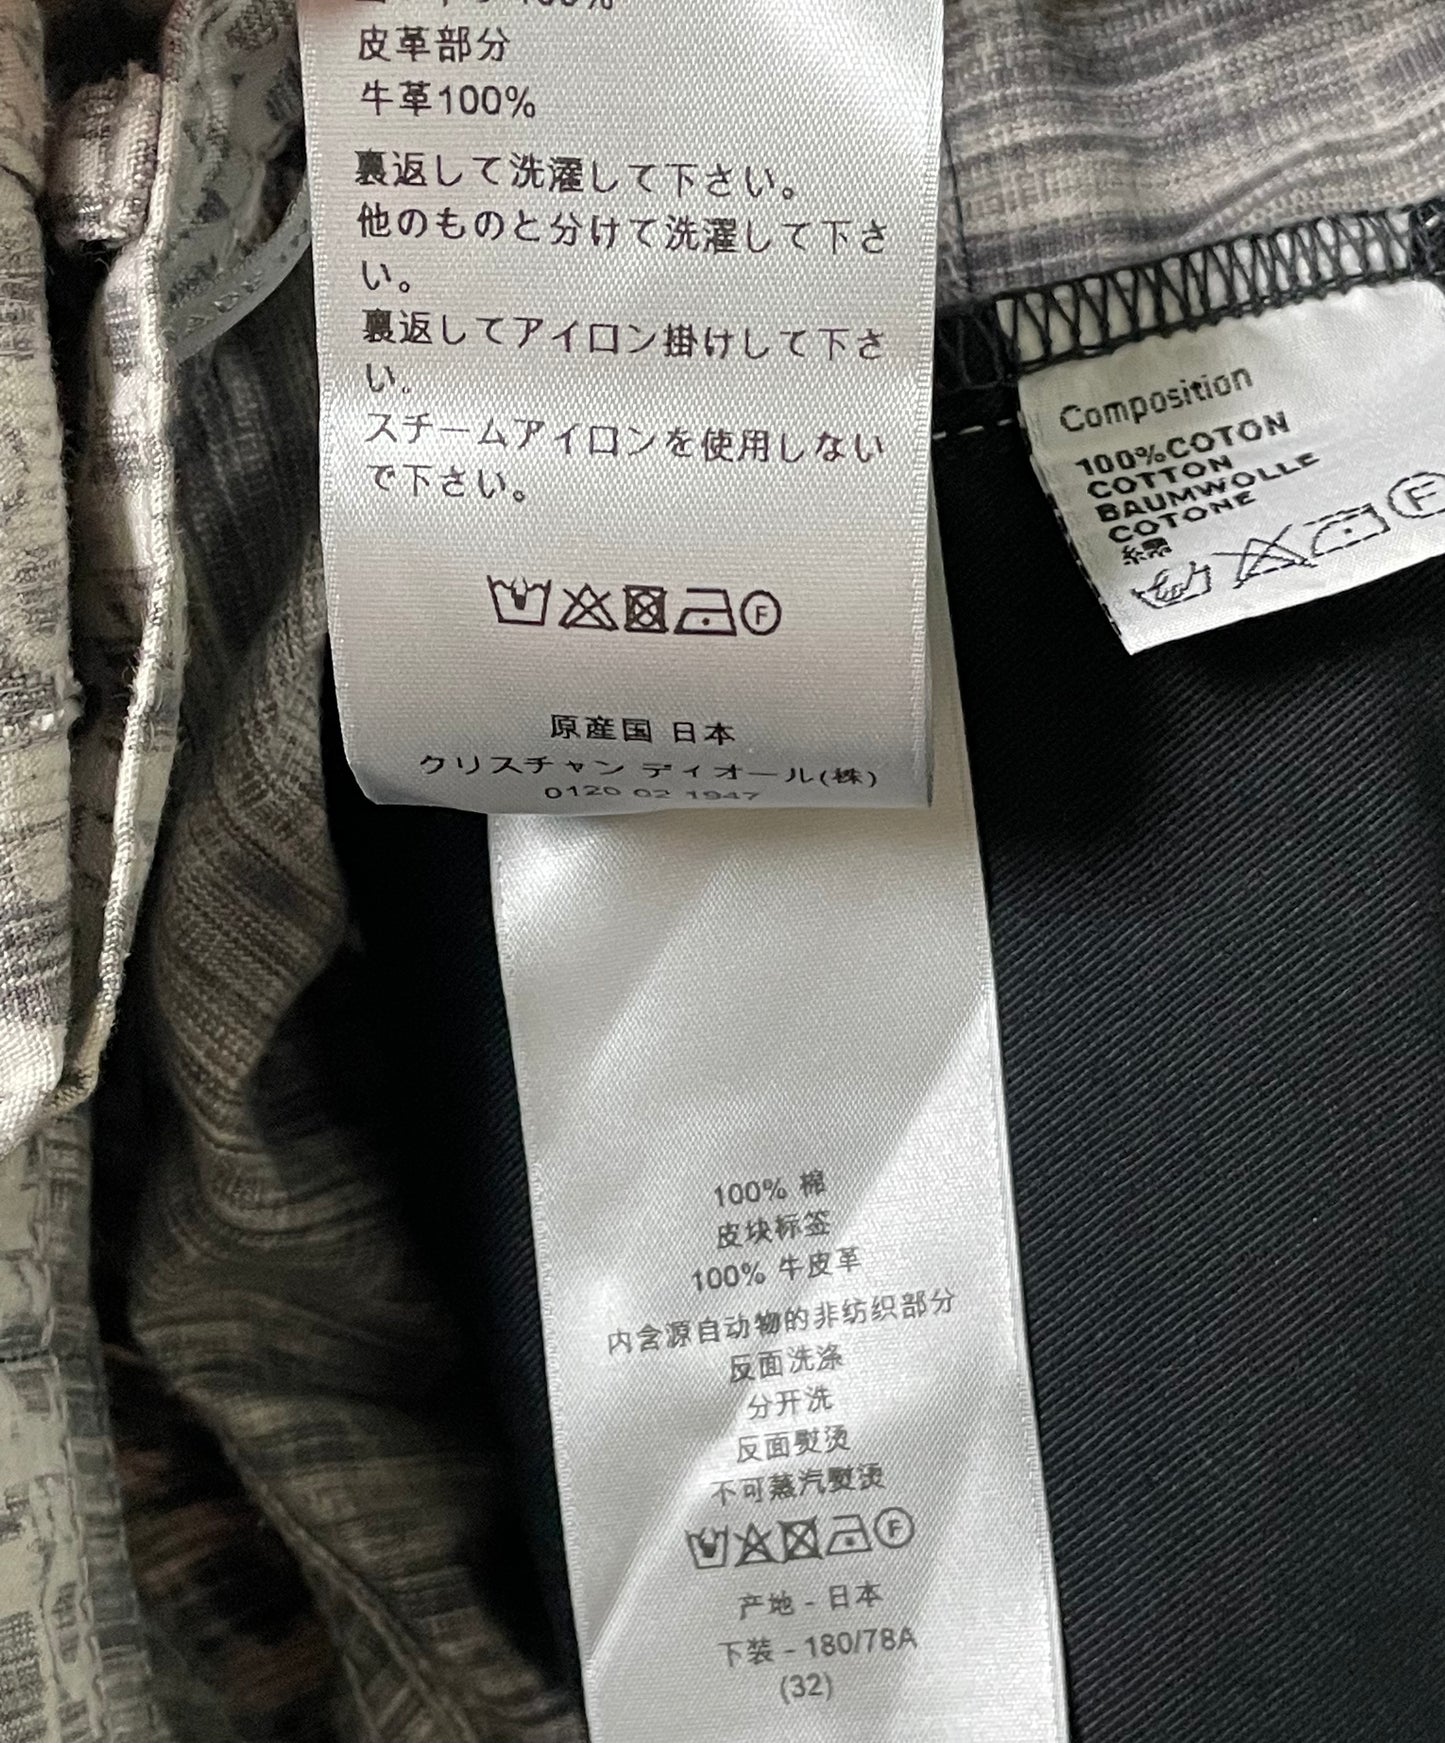 皮革部分
牛革100%
裏返して洗濯して下さい。
他のものと分けて洗濯して下さ
い。
裏返してアイロン掛けして下さ
い。
スチームアイロンを使用しない
で下さい。
F
原産国 日本
クリスチャン ディオール(株)
0120 02 1947
Composition
100%COTON
COTTON
BAUMWOLLE
COTONE
綿
F
100% 棉
皮块标签
100% 牛皮革
内含源自动物的非纺织部分
反面洗涤
分开洗
反面熨烫
不可蒸汽熨烫
F
产地 - 日本
下装 - 180/78A
(32)